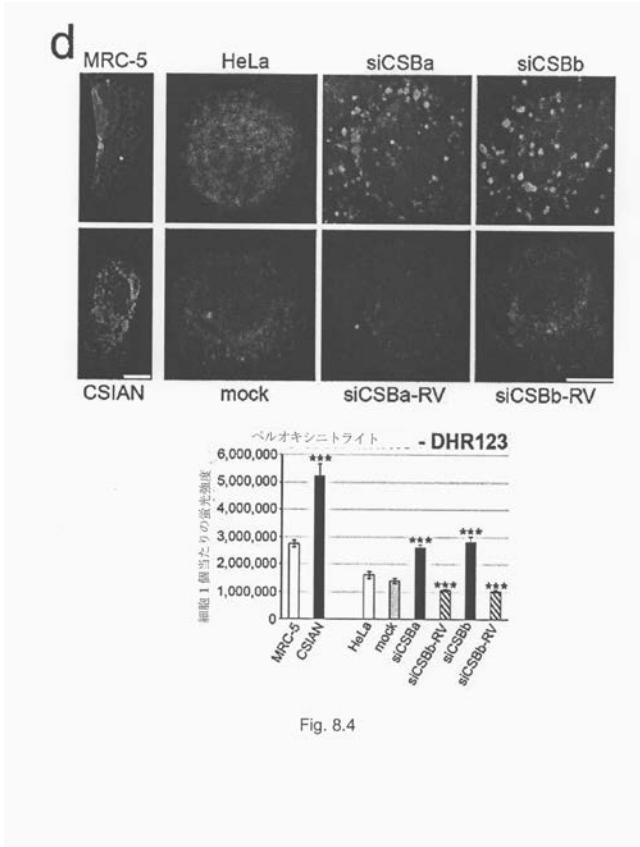 d
MRC-5 HeLa siCSBa siCSBb
CSIAN mock siCSBa-RV siCSBb-RV
ペルオキシニトライト - DHR123
細胞1個当たりの蛍光強度
6,000,000
5,000,000
4,000,000
3,000,000
2,000,000
1,000,000
0
*** *** *** *** ***
MRC-5 CSIAN HeLa mock siCSBa siCSBb-RV siCSBb siCSBb-RV
Fig. 8.4